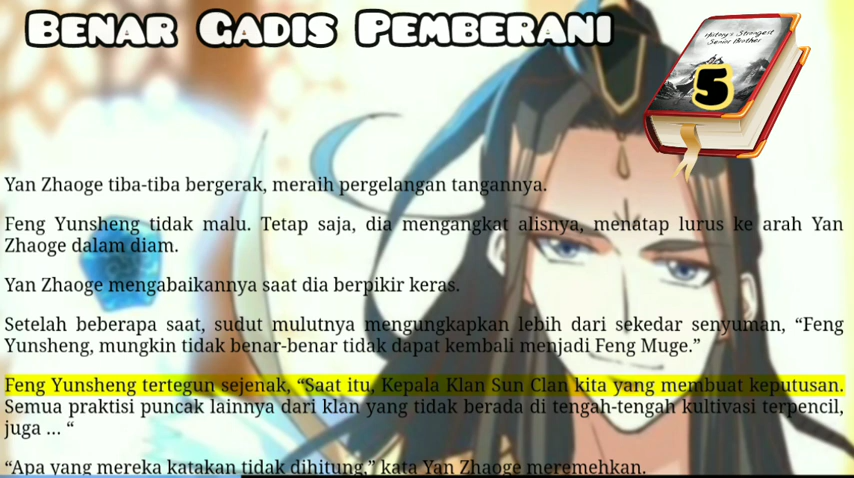 BENAR GADIS PEMBERANI
History's Strongest
Senior Brother
5
Yan Zhaoge tiba-tiba bergerak, meraih pergelangan tangannya.
Feng Yunsheng tidak malu. Tetap saja, dia mengangkat alisnya, menatap lurus ke arah Yan
Zhaoge dalam diam.
Yan Zhaoge mengabaikannya saat dia berpikir keras.
Setelah beberapa saat, sudut mulutnya mengungkapkan lebih dari sekedar senyuman, “Feng
Yunsheng, mungkin tidak benar-benar tidak dapat kembali menjadi Feng Muge.”
Feng Yunsheng tertegun sejenak, “Saat itu, Kepala Klan Sun Clan kita yang membuat keputusan.
Semua praktisi puncak lainnya dari klan yang tidak berada di tengah-tengah kultivasi terpencil,
juga ... “
“Apa yang mereka katakan tidak dihitung,” kata Yan Zhaoge meremehkan.